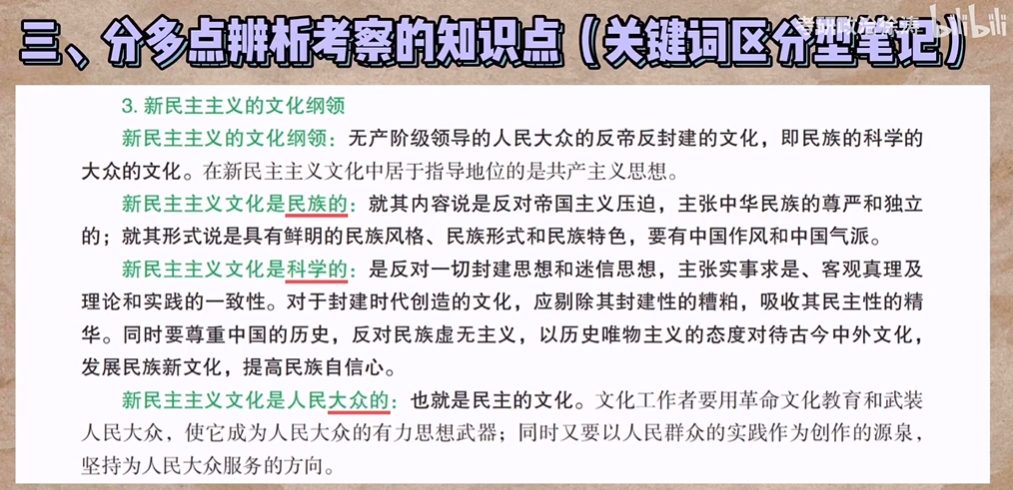 考研政治徐涛 bilibili
三、分多点辨析考察的知识点（关键词区分型笔记）
3. 新民主主义的文化纲领
新民主主义的文化纲领：无产阶级领导的人民大众的反帝反封建的文化，即民族的科学的
大众的文化。在新民主主义文化中居于指导地位的是共产主义思想。
新民主主义文化是民族的：就其内容说是反对帝国主义压迫，主张中华民族的尊严和独立
的；就其形式说是具有鲜明的民族风格、民族形式和民族特色，要有中国作风和中国气派。
新民主主义文化是科学的：是反对一切封建思想和迷信思想，主张实事求是、客观真理及
理论和实践的一致性。对于封建时代创造的文化，应剔除其封建性的糟粕，吸收其民主性的精
华。同时要尊重中国的历史，反对民族虚无主义，以历史唯物主义的态度对待古今中外文化，
发展民族新文化，提高民族自信心。
新民主主义文化是人民大众的：也就是民主的文化。文化工作者要用革命文化教育和武装
人民大众，使它成为人民大众的有力思想武器；同时又要以人民群众的实践作为创作的源泉，
坚持为人民大众服务的方向。